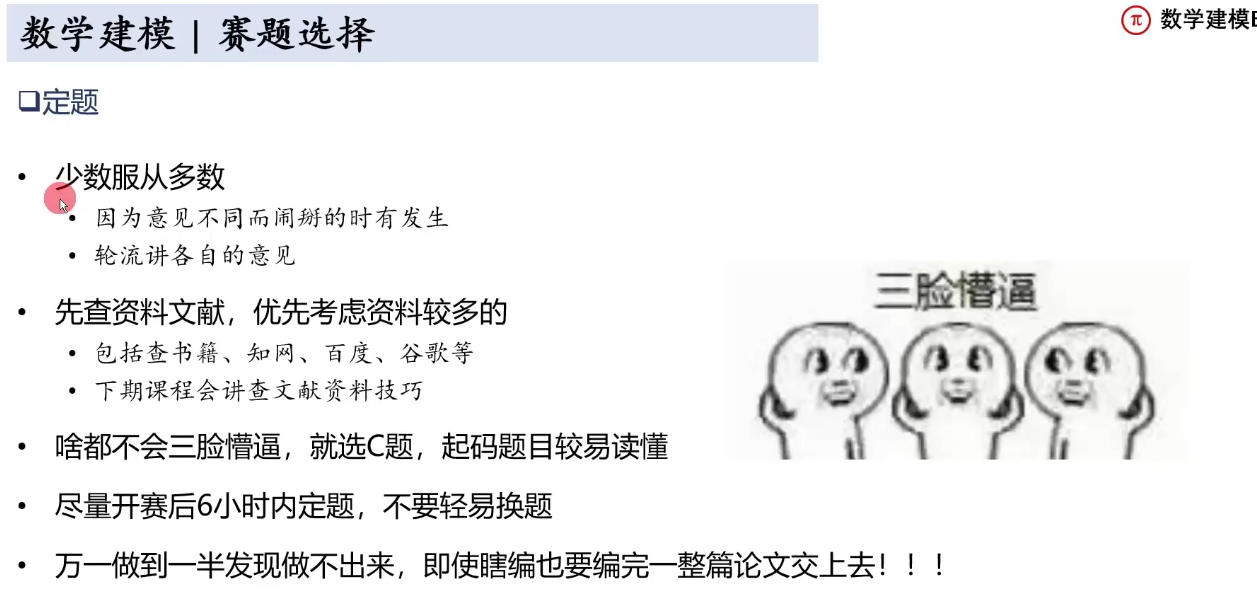 数学建模 | 赛题选择
数学建模B
定题
少数服从多数
因为意见不同而闹掰的时有发生
轮流讲各自的意见
先查资料文献，优先考虑资料较多的
包括查书籍、知网、百度、谷歌等
下期课程会讲查文献资料技巧
三脸懵逼
啥都不会三脸懵逼，就选C题，起码题目较易读懂
尽量开赛后6小时内定题，不要轻易换题
万一做到一半发现做不出来，即使瞎编也要编完一整篇论文交上去！！！